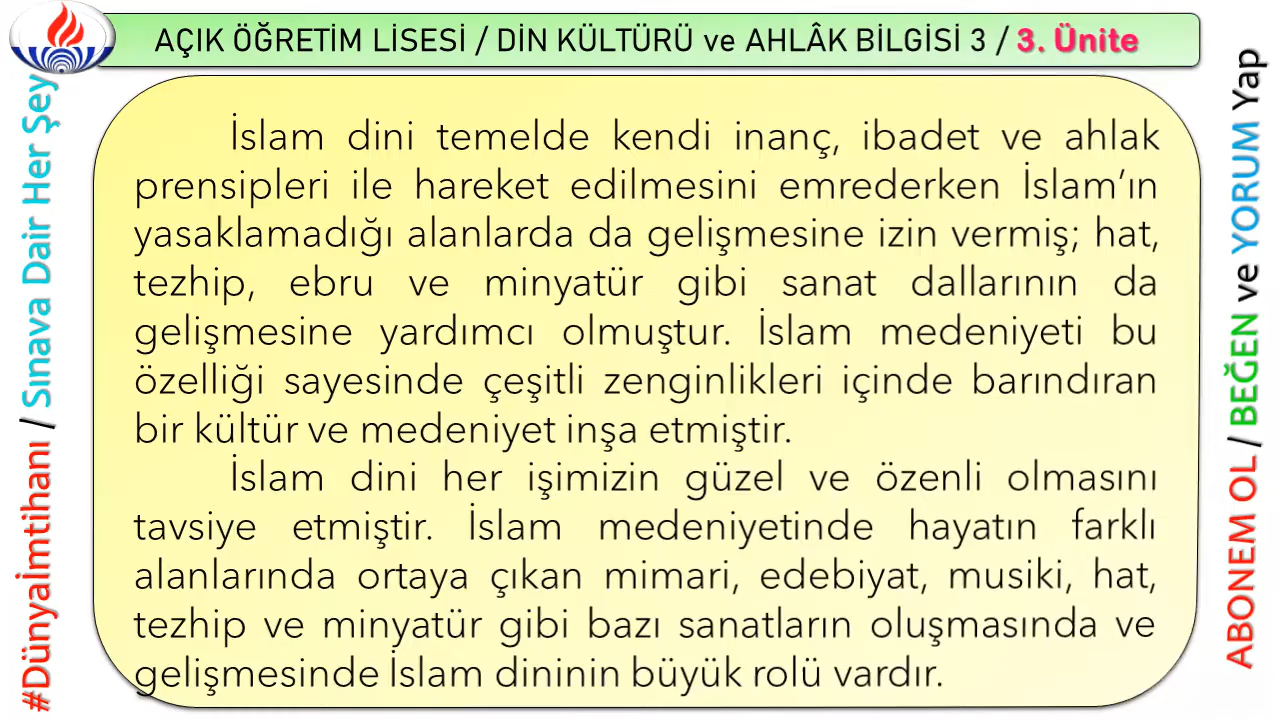 AÇIK ÖĞRETİM LİSESİ / DİN KÜLTÜRÜ ve AHLÂK BİLGİSİ 3 / 3. Ünite
#Dünyaİmtihanı / Sınava Dair Her Şey
İslam dini temelde kendi inanç, ibadet ve ahlak
prensipleri ile hareket edilmesini emrederken İslam’ın
yasaklamadığı alanlarda da gelişmesine izin vermiş; hat,
tezhip, ebru ve minyatür gibi sanat dallarının da
gelişmesine yardımcı olmuştur. İslam medeniyeti bu
özelliği sayesinde çeşitli zenginlikleri içinde barındıran
bir kültür ve medeniyet inşa etmiştir.
İslam dini her işimizin güzel ve özenli olmasını
tavsiye etmiştir. İslam medeniyetinde hayatın farklı
alanlarında ortaya çıkan mimari, edebiyat, musiki, hat,
tezhip ve minyatür gibi bazı sanatların oluşmasında ve
gelişmesinde İslam dininin büyük rolü vardır.
ABONEM OL / BEĞEN ve YORUM Yap